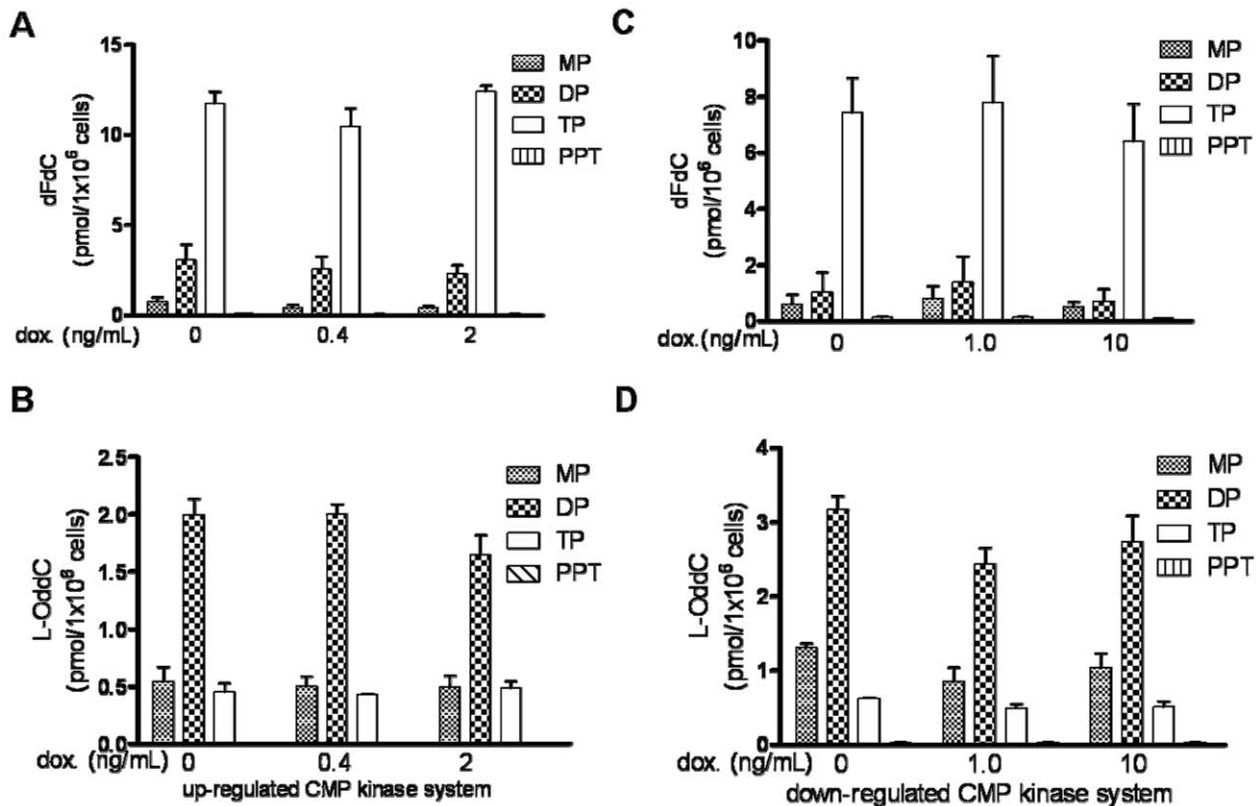 A
dFdC
(pmol/1x10⁶ cells)
15
10
5
0
MP
DP
TP
PPT
dox. (ng/mL) 0 0.4 2
C
dFdC
(pmol/10⁶ cells)
10
8
6
4
2
0
MP
DP
TP
PPT
dox.(ng/mL) 0 1.0 10
B
L-OddC
(pmol/1x10⁶ cells)
2.5
2.0
1.5
1.0
0.5
0.0
MP
DP
TP
PPT
dox. (ng/mL) 0 0.4 2
up-regulated CMP kinase system
D
L-OddC
(pmol/1x10⁶ cells)
4
3
2
1
0
MP
DP
TP
PPT
dox. (ng/mL) 0 1.0 10
down-regulated CMP kinase system